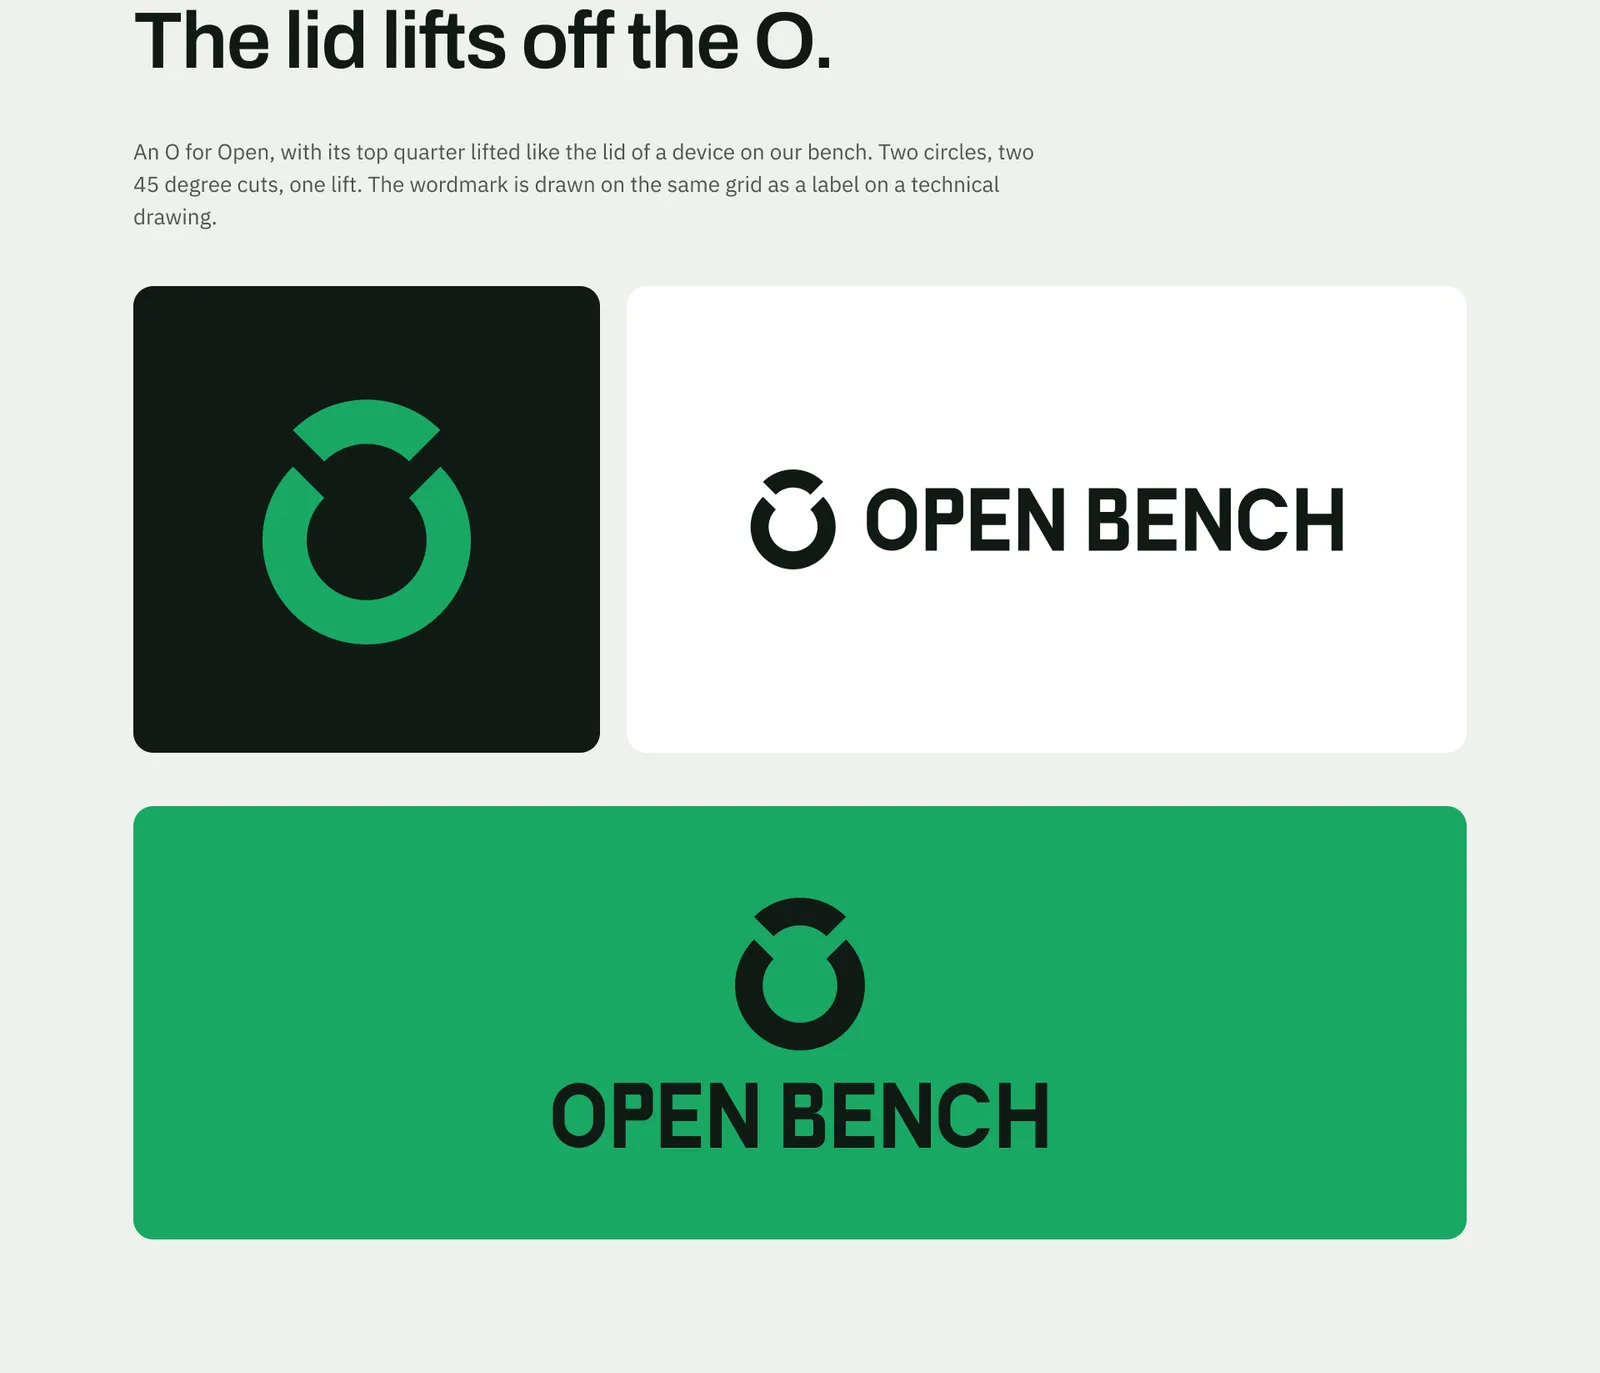 The lid lifts off the O.
An O for Open, with its top quarter lifted like the lid of a device on our bench. Two circles, two
45 degree cuts, one lift. The wordmark is drawn on the same grid as a label on a technical
drawing.
OPEN BENCH
OPEN BENCH